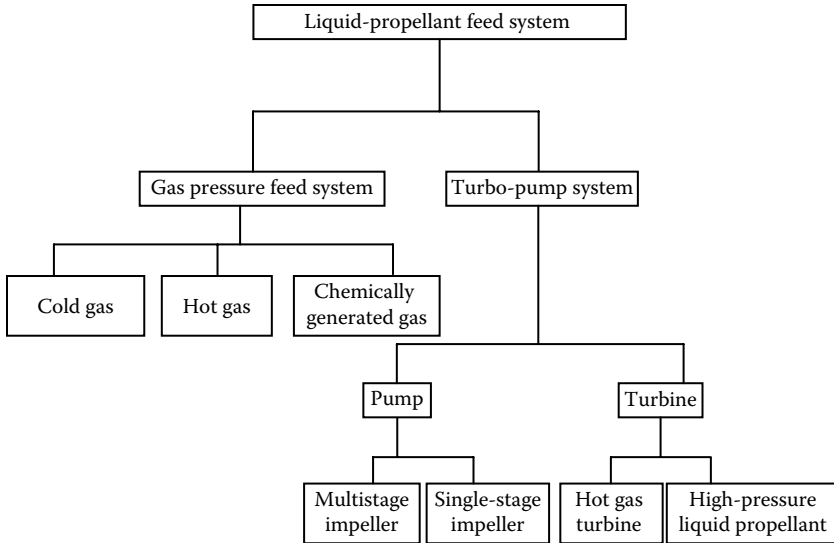 Liquid-propellant feed system
Gas pressure feed system
Turbo-pump system
Cold gas
Hot gas
Chemically
generated gas
Pump
Turbine
Multistage
impeller
Single-stage
impeller
Hot gas
turbine
High-pressure
liquid propellant